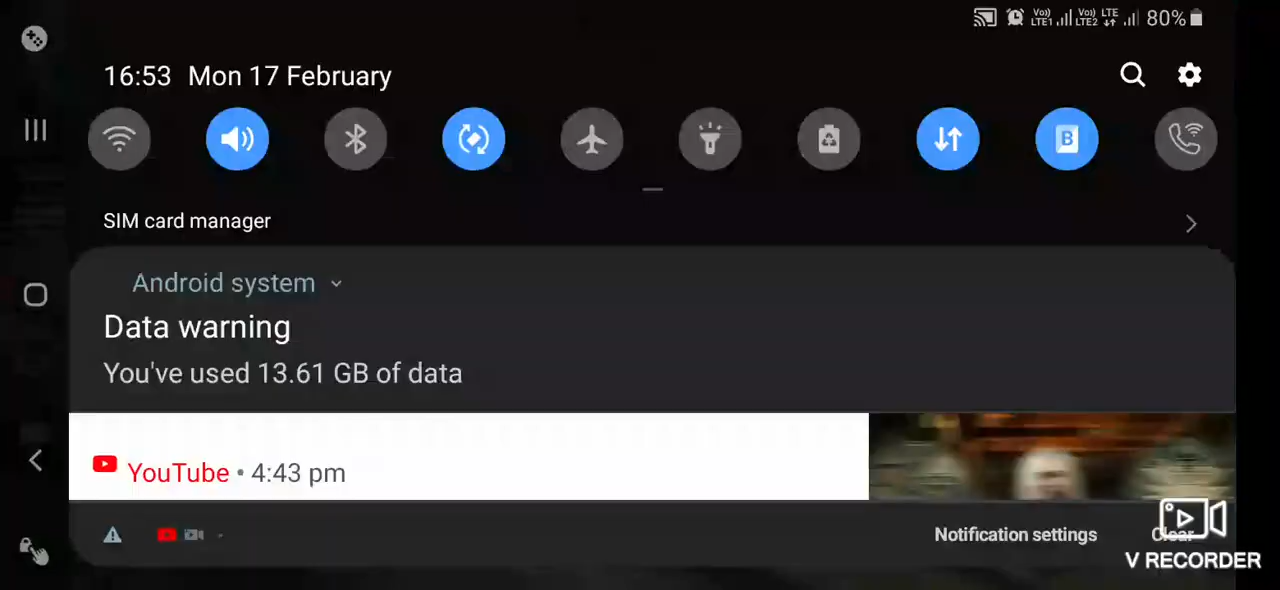 Vo)) LTE1 Vo)) LTE2 LTE 80%
16:53 Mon 17 February
B
SIM card manager
Android system
Data warning
You've used 13.61 GB of data
YouTube • 4:43 pm
Notification settings Clear
V RECORDER